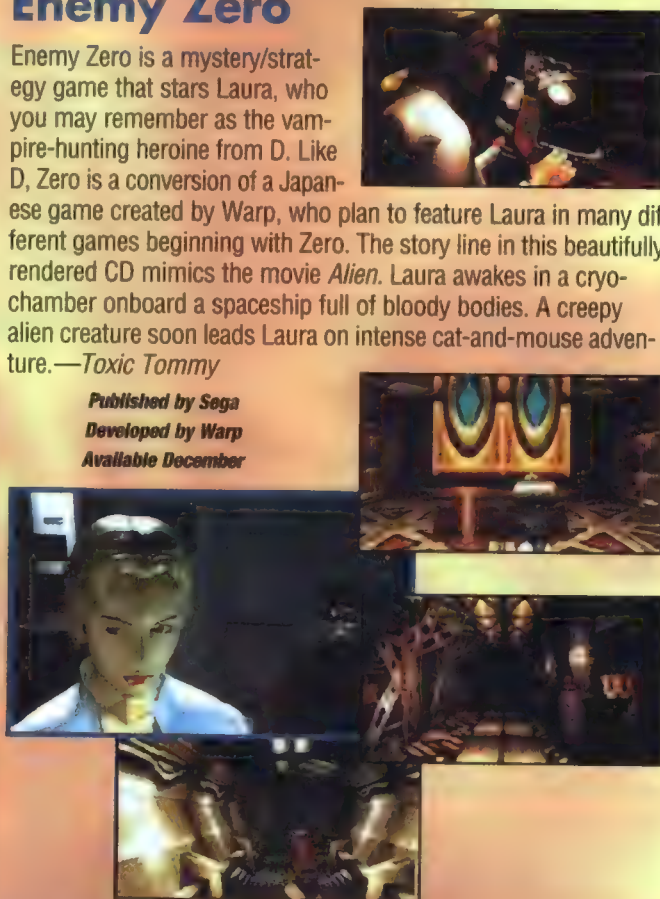 Enemy Zero
Enemy Zero is a mystery/strat-
egy game that stars Laura, who
you may remember as the vam-
pire-hunting heroine from D. Like
D, Zero is a conversion of a Japan-
ese game created by Warp, who plan to feature Laura in many dif
ferent games beginning with Zero. The story line in this beautifully
rendered CD mimics the movie Alien. Laura awakes in a cryo-
chamber onboard a spaceship full of bloody bodies. A creepy
alien creature soon leads Laura on intense cat-and-mouse adven-
ture.—Toxic Tommy
Published by Sega
Developed by Warp
Available December